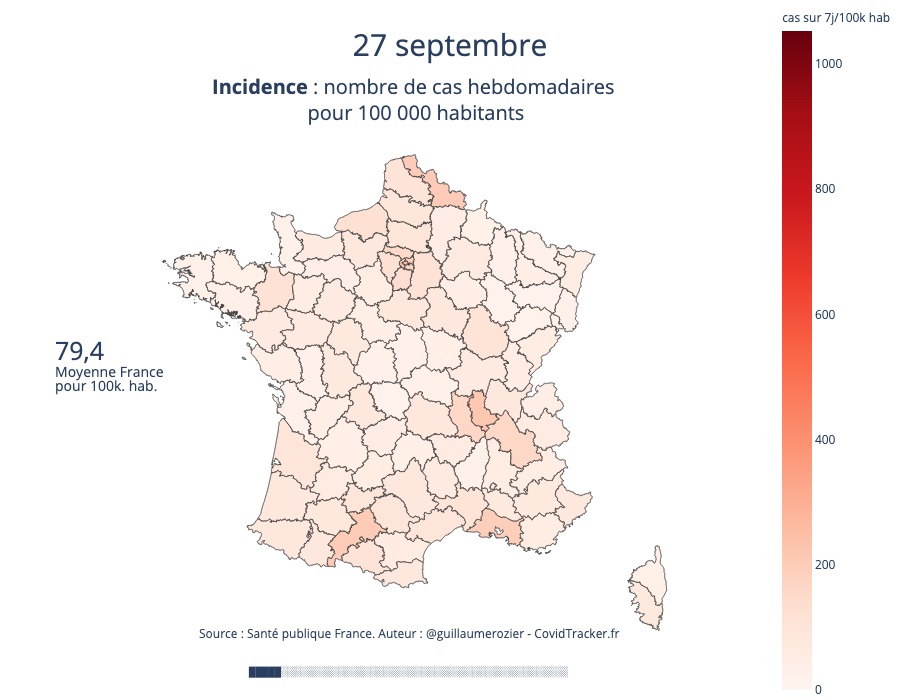 cas sur 7j/100k hab
27 septembre
Incidence : nombre de cas hebdomadaires
pour 100 000 habitants
1000
800
600
400
200
0
79,4
Moyenne France
pour 100k. hab.
Source : Santé publique France. Auteur : @guillaumerozier - CovidTracker.fr